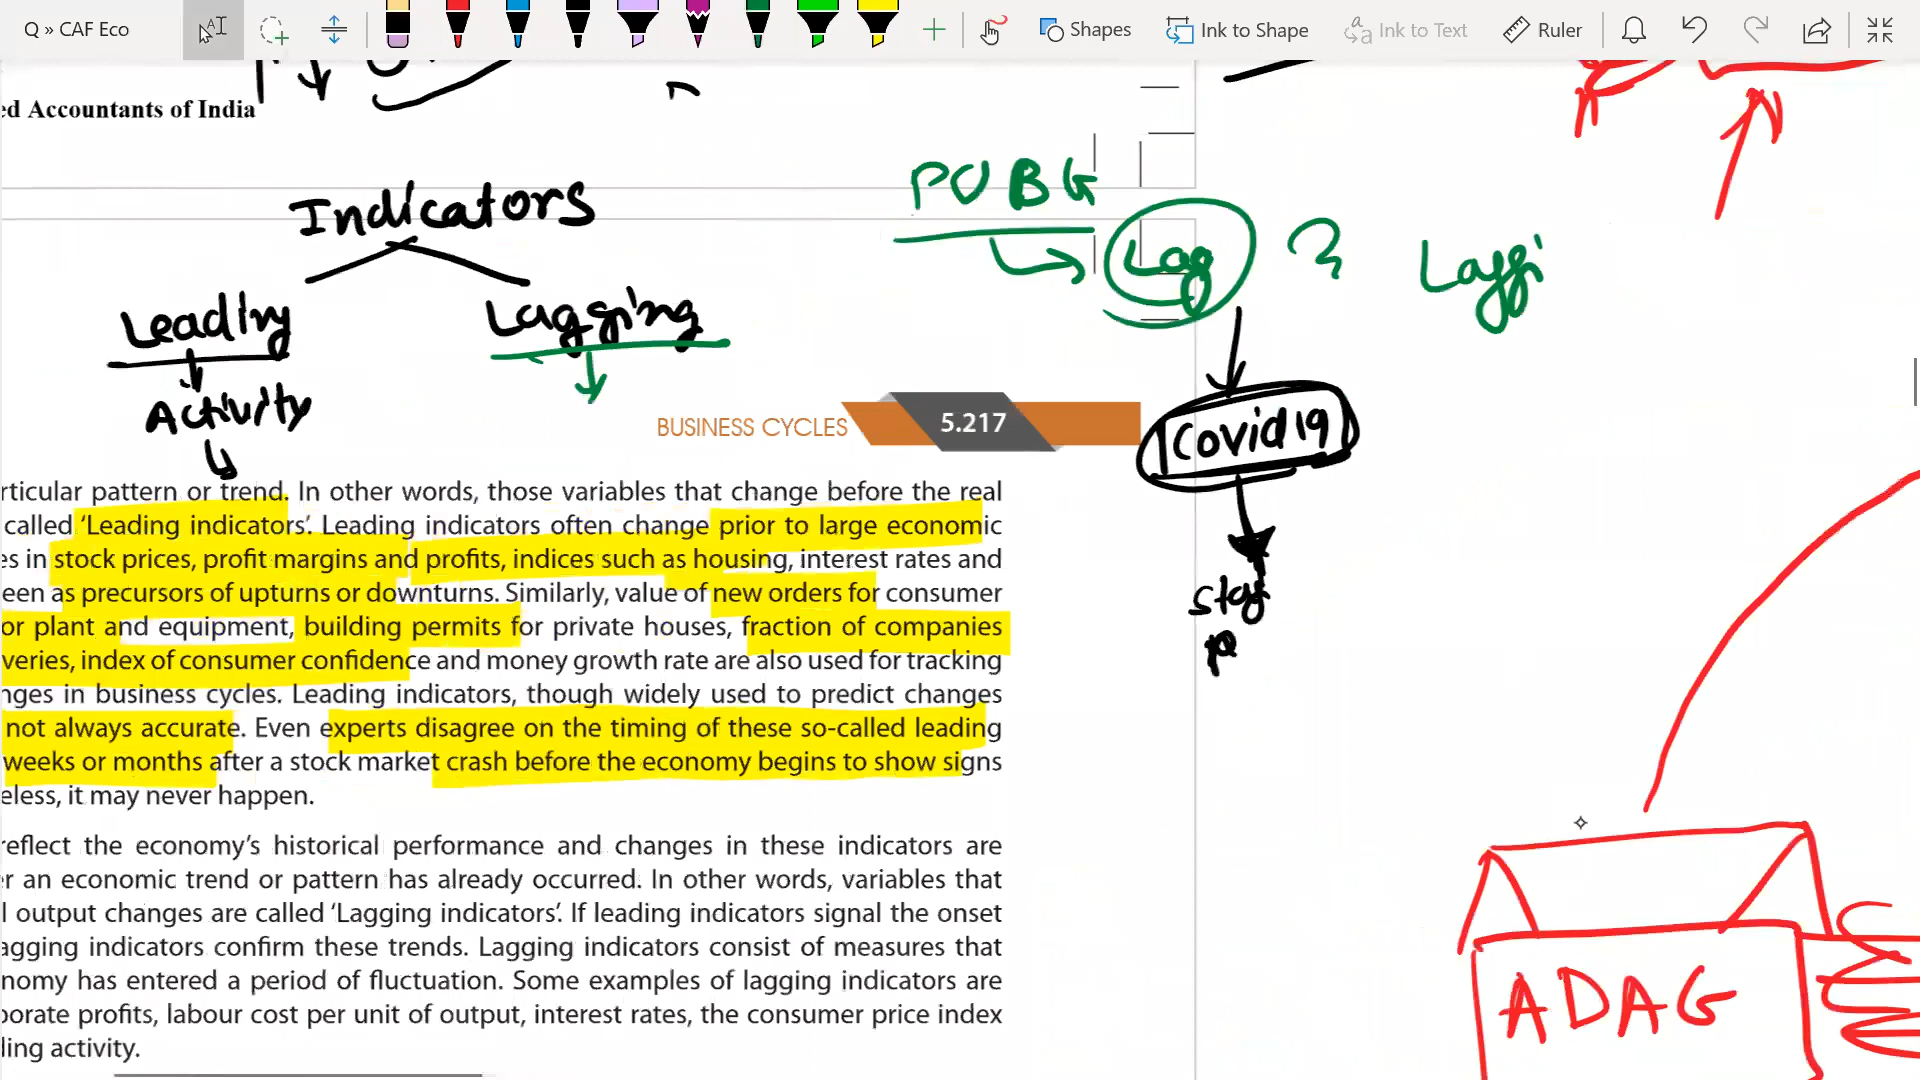 Q » CAF Eco
Shapes
Ink to Shape
Ink to Text
Ruler
ed Accountants of India
PUBG
Indicators
Lag ?
Laggi
Leading
Lagging
Activity
BUSINESS CYCLES 5.217
Covid19
rticular pattern or trend. In other words, those variables that change before the real
called ‘Leading indicators’. Leading indicators often change prior to large economic
es in stock prices, profit margins and profits, indices such as housing, interest rates and
een as precursors of upturns or downturns. Similarly, value of new orders for consumer
or plant and equipment, building permits for private houses, fraction of companies
veries, index of consumer confidence and money growth rate are also used for tracking
nges in business cycles. Leading indicators, though widely used to predict changes
not always accurate. Even experts disagree on the timing of these so-called leading
weeks or months after a stock market crash before the economy begins to show signs
eless, it may never happen.
reflect the economy’s historical performance and changes in these indicators are
r an economic trend or pattern has already occurred. In other words, variables that
l output changes are called ‘Lagging indicators’. If leading indicators signal the onset
agging indicators confirm these trends. Lagging indicators consist of measures that
nomy has entered a period of fluctuation. Some examples of lagging indicators are
porate profits, labour cost per unit of output, interest rates, the consumer price index
ding activity.
ADAG